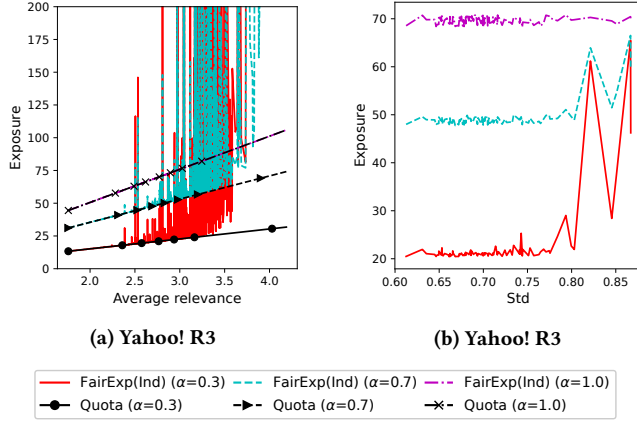 200
175
150
125
100
75
50
25
0
Exposure
2.0 2.5 3.0 3.5 4.0
Average relevance
(a) Yahoo! R3
70
60
50
40
30
20
Exposure
0.60 0.65 0.70 0.75 0.80 0.85
Std
(b) Yahoo! R3
FairExp(Ind) (α=0.3) FairExp(Ind) (α=0.7) FairExp(Ind) (α=1.0)
Quota (α=0.3) Quota (α=0.7) Quota (α=1.0)